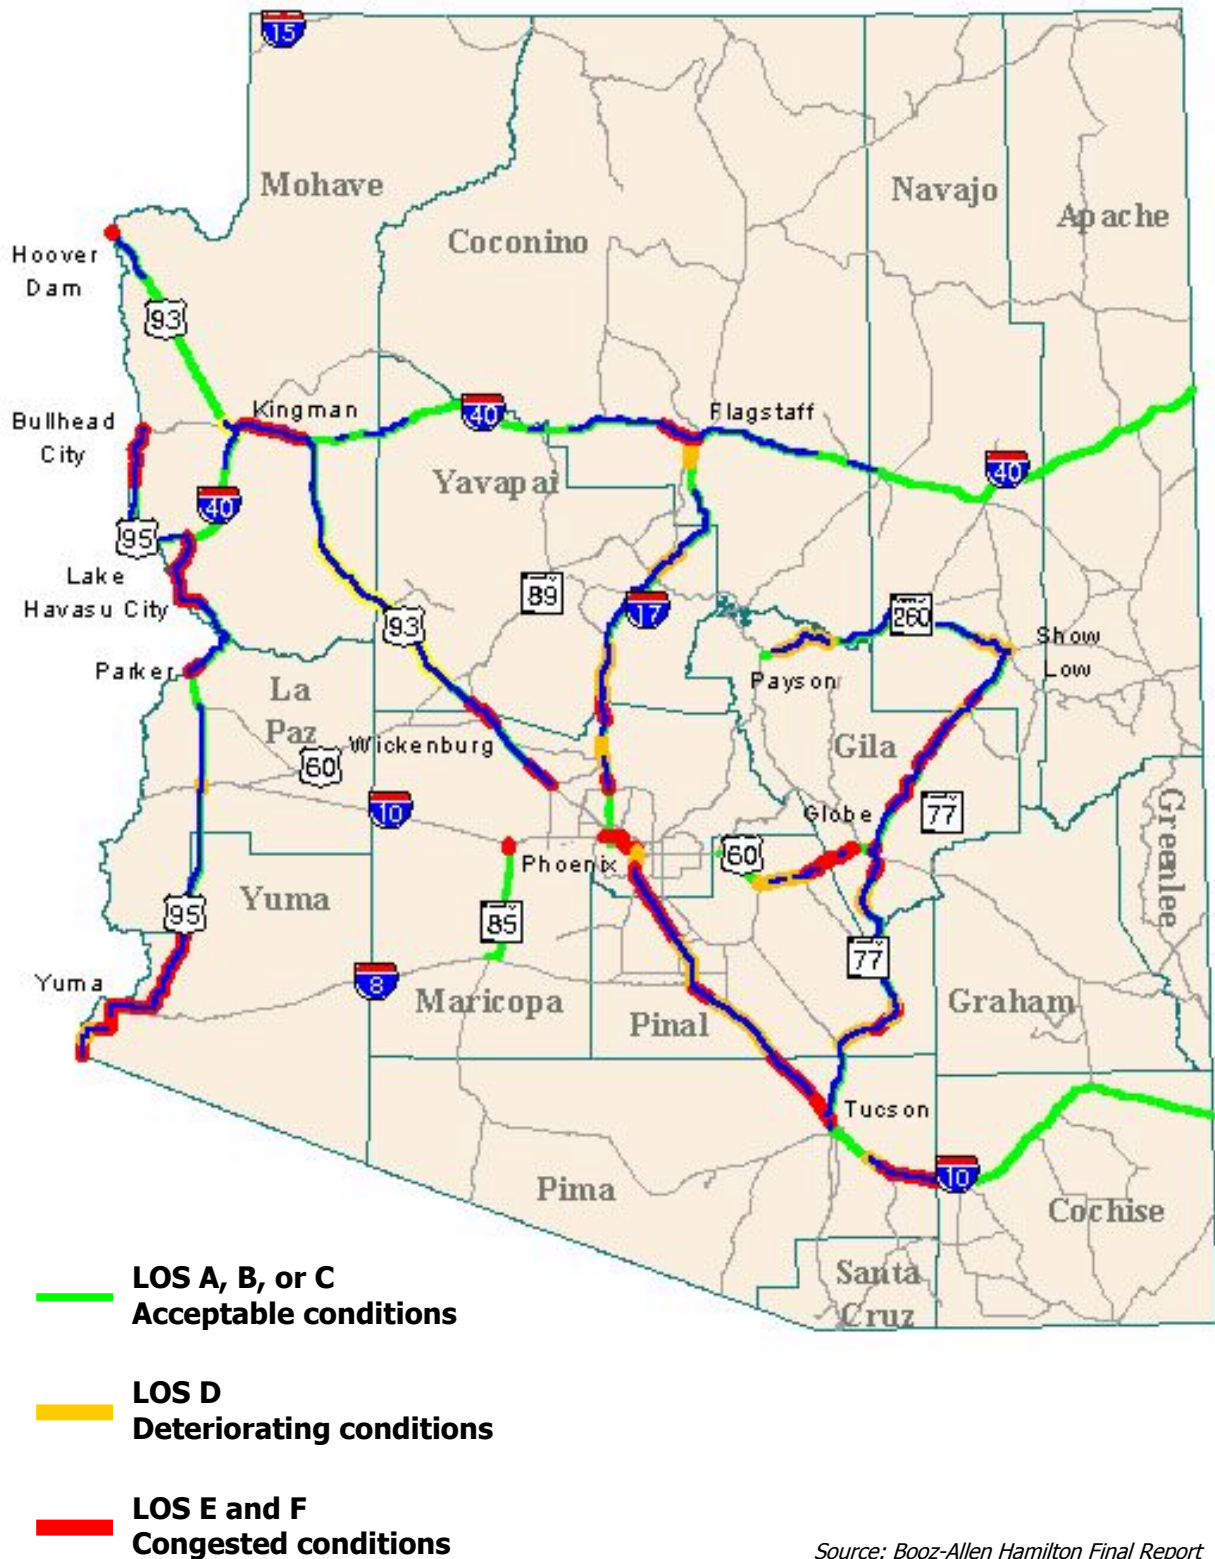 15
Mohave
Navajo
Apache
Coconino
Hoover
Dam
93
Bullhead
City
Kingman
40
Flagstaff
40
Yavapai
40
95
Lake
Havasu City
89
17
93
260
Show
Low
Payson
Parker
La
Paz
Wickenburg
60
Gila
10
Globe
77
Greenlee
Phoenix
60
Yuma
95
85
77
Yuma
8
Maricopa
Pinal
Graham
Tucson
10
Pima
Cochise
Santa
Cruz
LOS A, B, or C
Acceptable conditions
LOS D
Deteriorating conditions
LOS E and F
Congested conditions
Source: Booz-Allen Hamilton Final Report